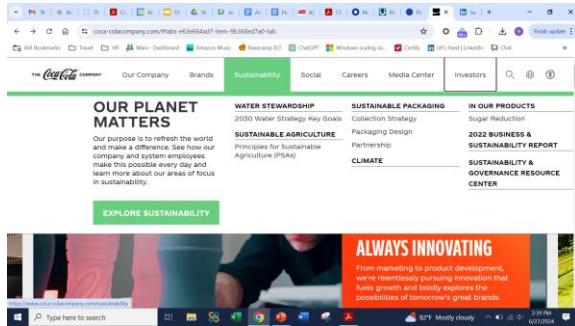 coca-colacompany.com/#tabs-e63e664ad7-item-9b368ed7a0-tab
Finish update
AIA Bookmarks Travel HR Main - Dashboard Amazon Music Basecamp ELT ChatGPT Windows scaling iss... Certify (87) Feed | LinkedIn Chat
THE Coca-Cola COMPANY Our Company Brands Sustainability Social Careers Media Center Investors
OUR PLANET
MATTERS
Our purpose is to refresh the world
and make a difference. See how our
company and system employees
make this possible every day and
learn more about our areas of focus
in sustainability.
EXPLORE SUSTAINABILITY
WATER STEWARDSHIP
2030 Water Strategy Key Goals
SUSTAINABLE AGRICULTURE
Principles for Sustainable
Agriculture (PSAs)
SUSTAINABLE PACKAGING
Collection Strategy
Packaging Design
Partnership
CLIMATE
IN OUR PRODUCTS
Sugar Reduction
2022 BUSINESS &
SUSTAINABILITY REPORT
SUSTAINABILITY &
GOVERNANCE RESOURCE
CENTER
ALWAYS INNOVATING
From marketing to product development,
we're relentlessly pursuing innovation that
fuels growth and boldly explores the
possibilities of tomorrow's great brands.
https://www.coca-colacompany.com/sustainability
Type here to search
82°F Mostly cloudy
2:39 PM
6/27/2024